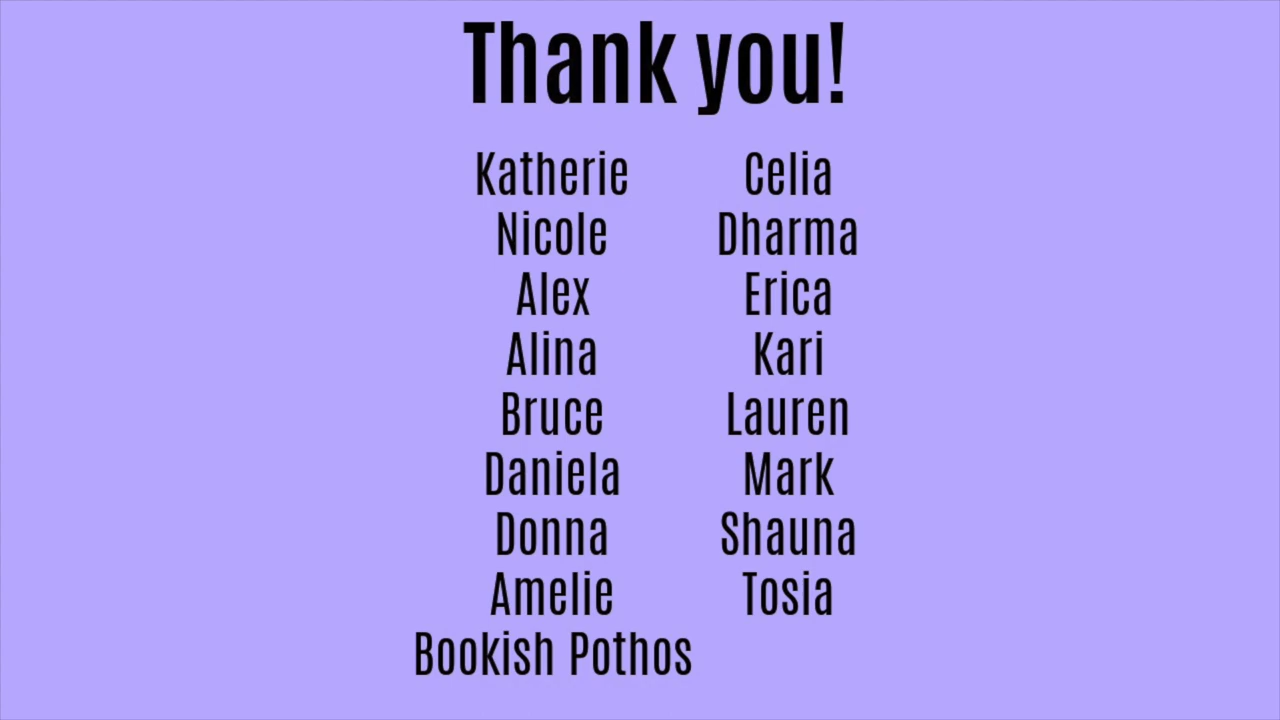 Thank you!
Katherie
Nicole
Alex
Alina
Bruce
Daniela
Donna
Amelie
Bookish Pothos
Celia
Dharma
Erica
Kari
Lauren
Mark
Shauna
Tosia